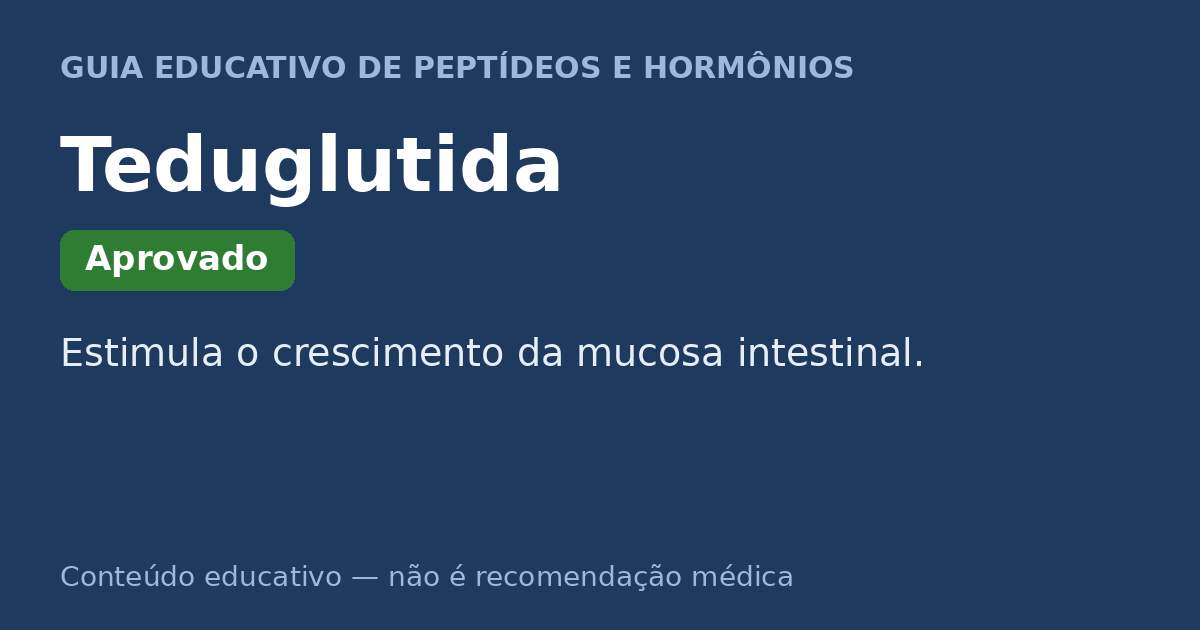 GUIA EDUCATIVO DE PEPTÍDEOS E HORMÔNIOS
Teduglutida
Aprovado
Estimula o crescimento da mucosa intestinal.
Conteúdo educativo — não é recomendação médica